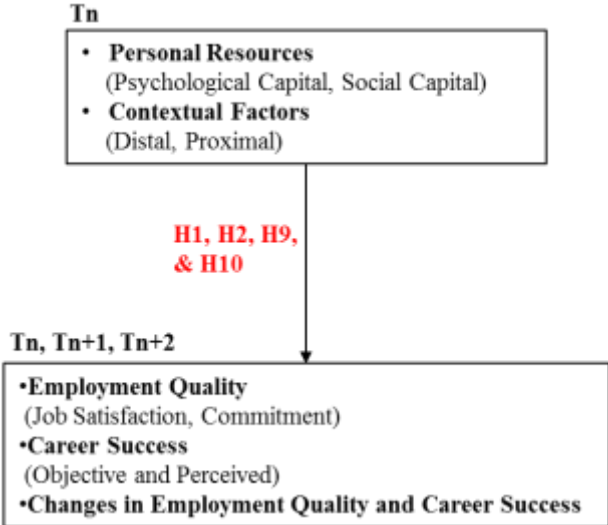 Tn
• Personal Resources
(Psychological Capital, Social Capital)
• Contextual Factors
(Distal, Proximal)
H1, H2, H9,
& H10
Tn, Tn+1, Tn+2
•Employment Quality
(Job Satisfaction, Commitment)
•Career Success
(Objective and Perceived)
•Changes in Employment Quality and Career Success